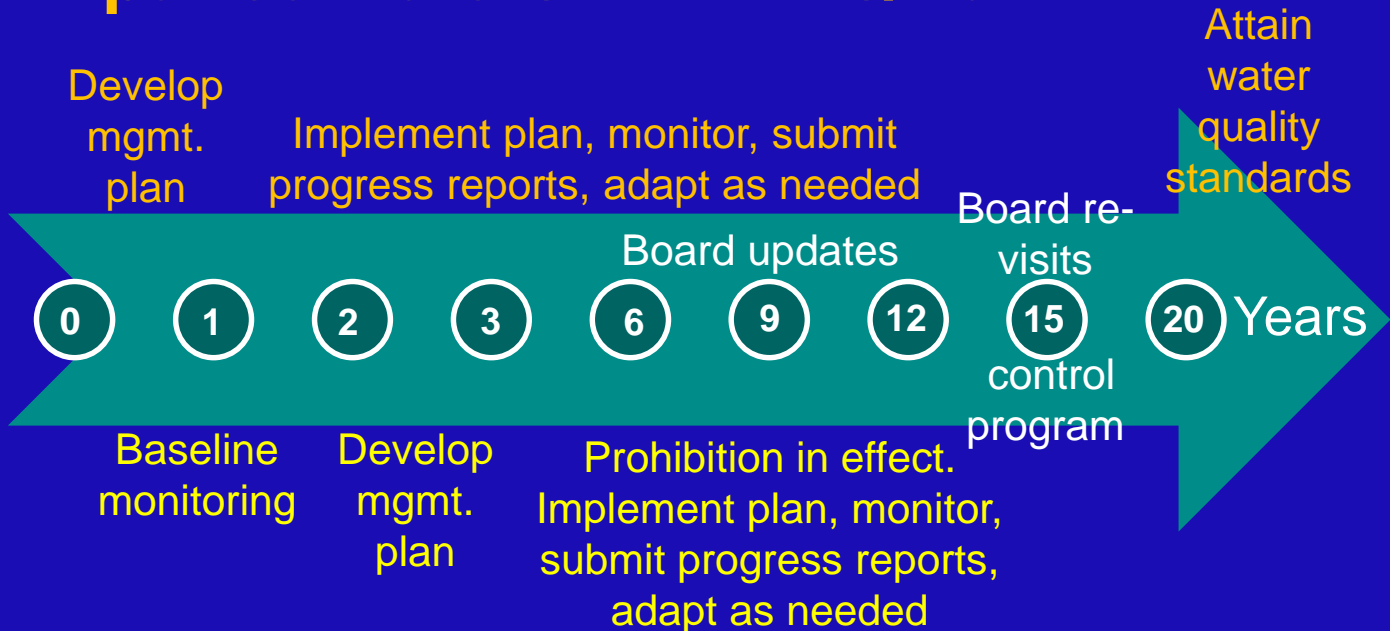 Attain
water
quality
standards
Develop
mgmt.
plan
Implement plan, monitor, submit
progress reports, adapt as needed
Board updates
Board re-
visits
0 1 2 3 6 9 12 15 20 Years
control
program
Baseline
monitoring
Develop
mgmt.
plan
Prohibition in effect.
Implement plan, monitor,
submit progress reports,
adapt as needed